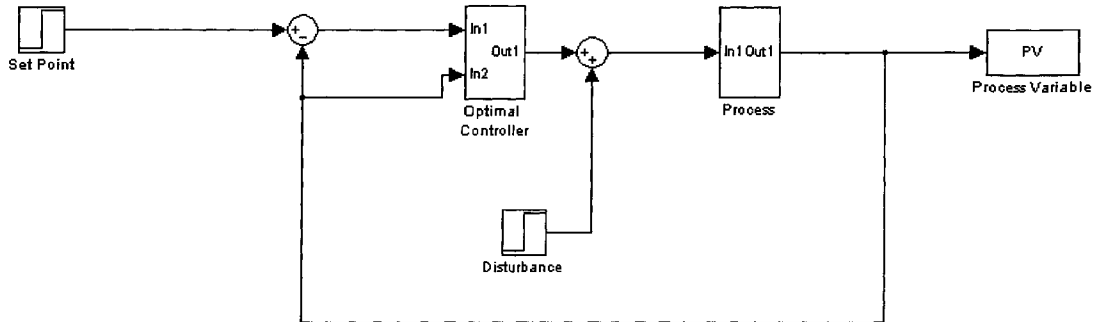 In1
Out1
In2
In1 Out1
PV
Set Point
Optimal
Controller
Process
Process Variable
Disturbance